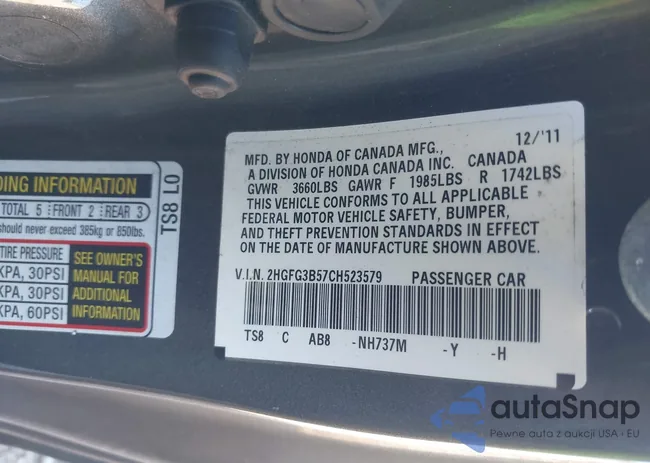 DING INFORMATION
TOTAL 5 FRONT 2 REAR 3
should never exceed 385kg or 850lbs.
TIRE PRESSURE
KPA, 30PSI
KPA, 30PSI
KPA, 60PSI
SEE OWNER'S
MANUAL FOR
ADDITIONAL
INFORMATION
TS8 L0
12/'11
MFD. BY HONDA OF CANADA MFG.,
A DIVISION OF HONDA CANADA INC. CANADA
GVWR 3660LBS GAWR F 1985LBS R 1742LBS
THIS VEHICLE CONFORMS TO ALL APPLICABLE
FEDERAL MOTOR VEHICLE SAFETY, BUMPER,
AND THEFT PREVENTION STANDARDS IN EFFECT
ON THE DATE OF MANUFACTURE SHOWN ABOVE.
V.I.N. 2HGFG3B57CH523579 PASSENGER CAR
TS8 C AB8 -NH737M -Y -H
autaSnap
Pewne auta z aukcji USA · EU